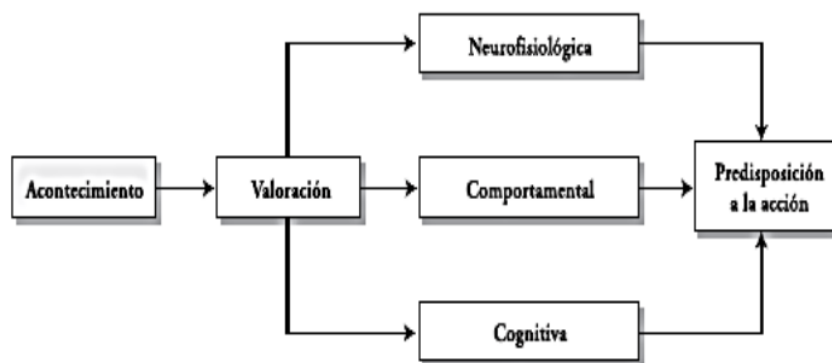 Neurofisiológica
Acontecimiento
Valoración
Comportamental
Predisposición
a la acción
Cognitiva